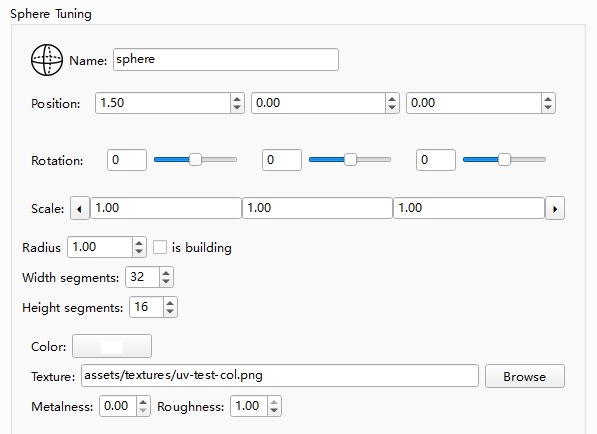 Sphere Tuning
Name: sphere
Position: 1.50 0.00 0.00
Rotation: 0 0 0
Scale: 1.00 1.00 1.00
Radius 1.00 is building
Width segments: 32
Height segments: 16
Color:
Texture: assets/textures/uv-test-col.png Browse
Metalness: 0.00 Roughness: 1.00